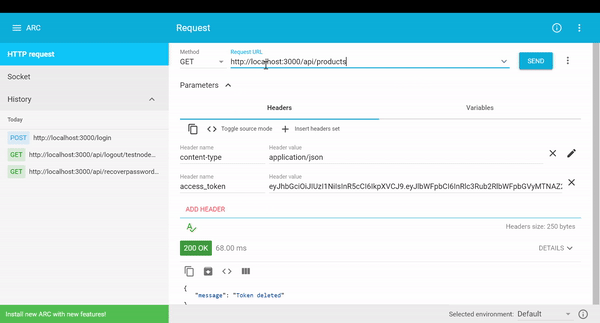 ARC
Request
HTTP request
Socket
History
Today
POST http://localhost:3000/login
GET http://localhost:3000/api/logout/testnode...
GET http://localhost:3000/api/recoverpassword...
Install new ARC with new features!
Method
GET
Request URL
http://localhost:3000/api/products
SEND
Parameters
Headers
Variables
Toggle source mode
Insert headers set
Header name
content-type
Header value
application/json
Header name
access_token
Header value
ADD HEADER
Headers size: 250 bytes
200 OK
68.00 ms
DETAILS
{
"message": "Token deleted"
Selected environment: Default